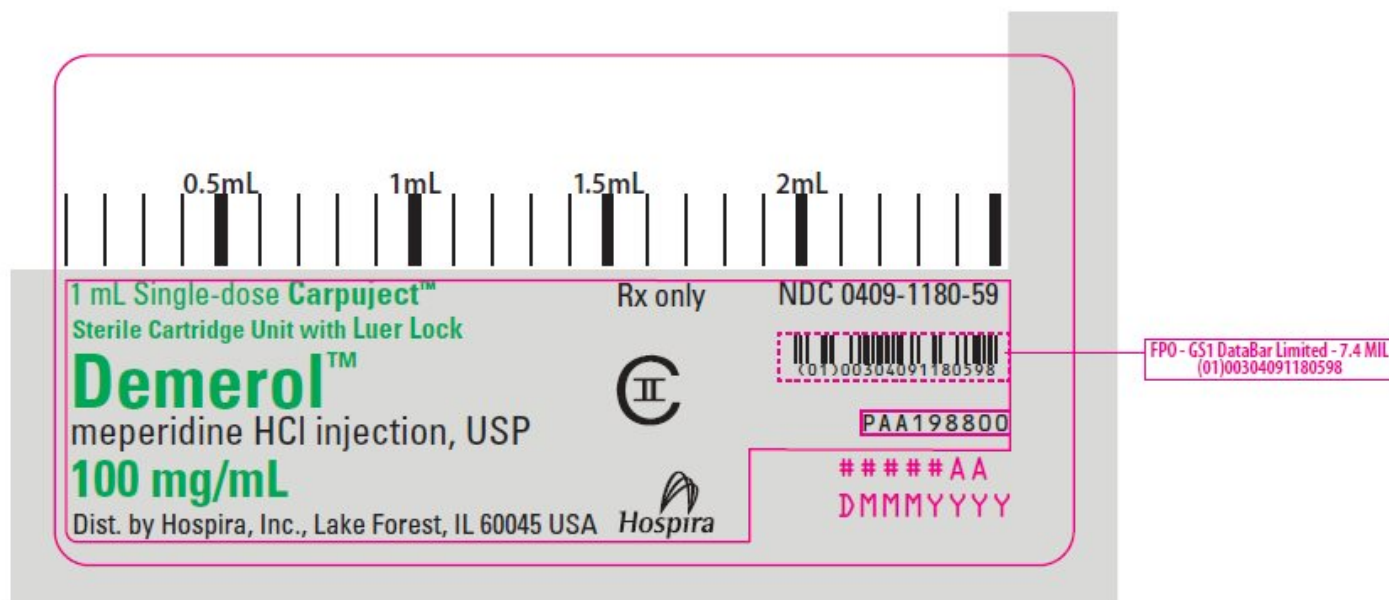 0.5mL 1mL 1.5mL 2mL
1 mL Single-dose Carpuject™
Sterile Cartridge Unit with Luer Lock
Demerol™
meperidine HCl injection, USP
100 mg/mL
Dist. by Hospira, Inc., Lake Forest, IL 60045 USA
Rx only
CII
Hospira
NDC 0409-1180-59
(01)00304091180598
PAA198800
#####AA
DMMMYYYY
FPO - GS1 DataBar Limited - 7.4 MIL
(01)00304091180598